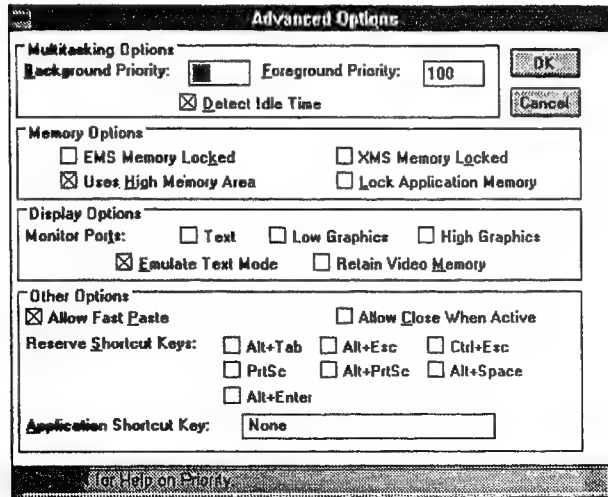 Advanced Options
Multitasking Options
Background Priority: Foreground Priority: 100
OK
Detect Idle Time
Cancel
Memory Options
EMS Memory Locked XMS Memory Locked
Uses High Memory Area Lock Application Memory
Display Options
Monitor Ports: Text Low Graphics High Graphics
Emulate Text Mode Retain Video Memory
Other Options
Allow Fast Paste Allow Close When Active
Reserve Shortcut Keys: Alt+Tab Alt+Esc Ctrl+Esc
PrtSc Alt+PrtSc Alt+Space
Alt+Enter
Application Shortcut Key: None
for Help on Priority